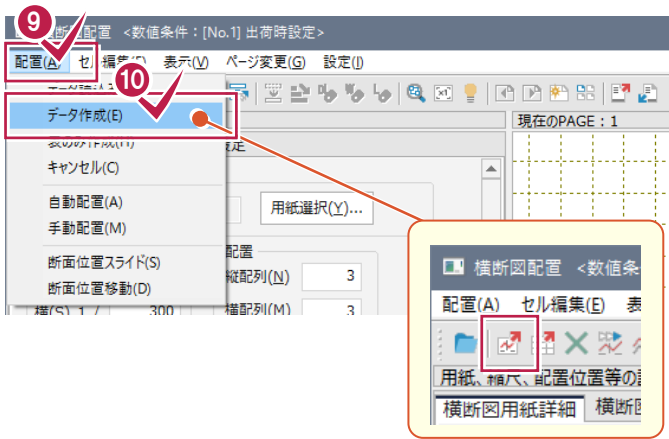 9
断面配置 <数値条件：[No.1] 出荷時設定>
配置(A) セル編集(E) 表示(V) ページ変更(G) 設定(I)
10
データ作成(E)
現在のPAGE : 1
表のみ作成(H)
キャンセル(C)
自動配置(A)
用紙選択(Y)...
手動配置(M)
配置
断面位置スライド(S)
縦配列(N) 3
断面位置移動(D)
横(S) 1 / 300 横配列(M) 3
横断図配置 <数値条
配置(A) セル編集(E) 表
用紙、縮尺、配置位置等の
横断図用紙詳細 横断